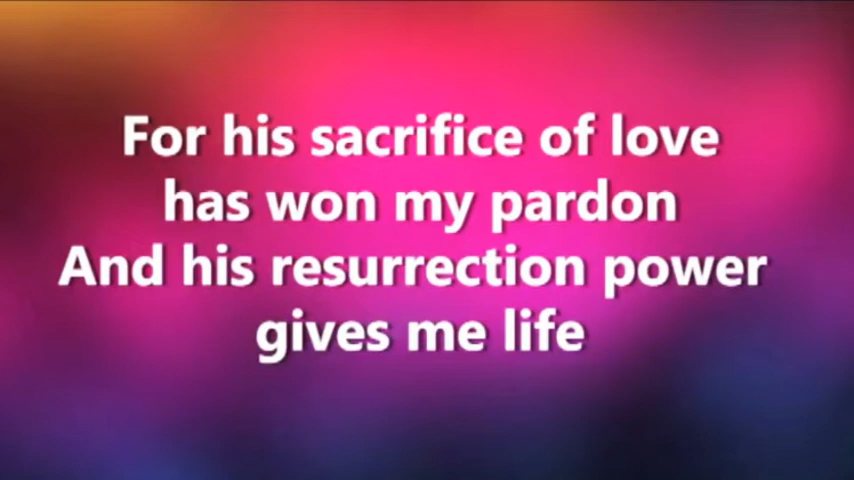 For his sacrifice of love
has won my pardon
And his resurrection power
gives me life